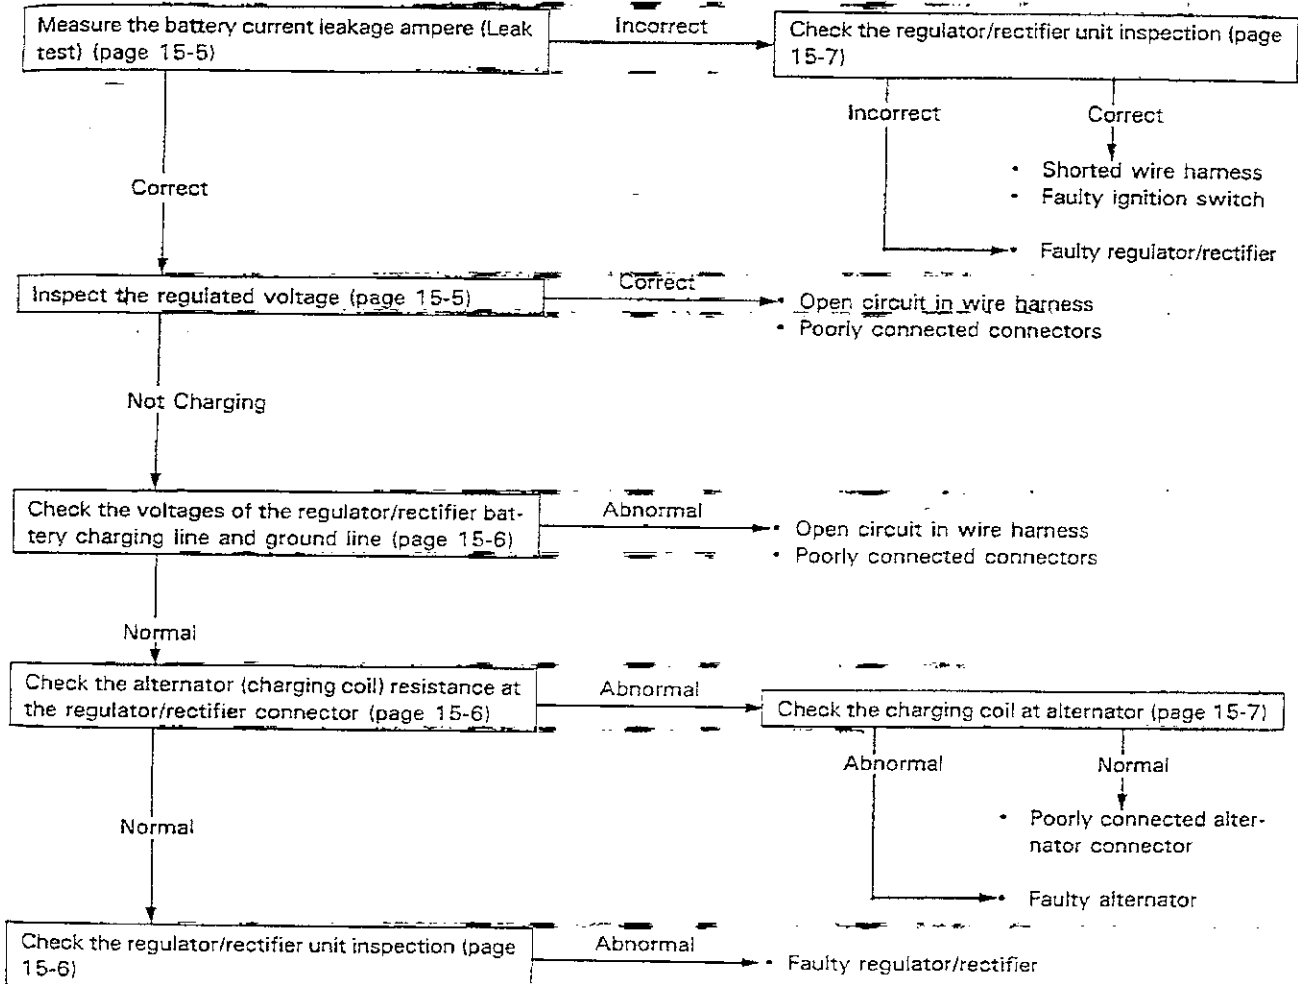 Measure the battery current leakage ampere (Leak
test) (page 15-5)
Incorrect
Check the regulator/rectifier unit inspection (page
15-7)
Incorrect
Correct
• Shorted wire harness
• Faulty ignition switch
Correct
• Faulty regulator/rectifier
Inspect the regulated voltage (page 15-5)
Correct
• Open circuit in wire harness
• Poorly connected connectors
Not Charging
Check the voltages of the regulator/rectifier bat-
tery charging line and ground line (page 15-6)
Abnormal
• Open circuit in wire harness
• Poorly connected connectors
Normal
Check the alternator (charging coil) resistance at
the regulator/rectifier connector (page 15-6)
Abnormal
Check the charging coil at alternator (page 15-7)
Abnormal
Normal
• Poorly connected alter-
nator connector
Normal
• Faulty alternator
Check the regulator/rectifier unit inspection (page
15-6)
Abnormal
• Faulty regulator/rectifier